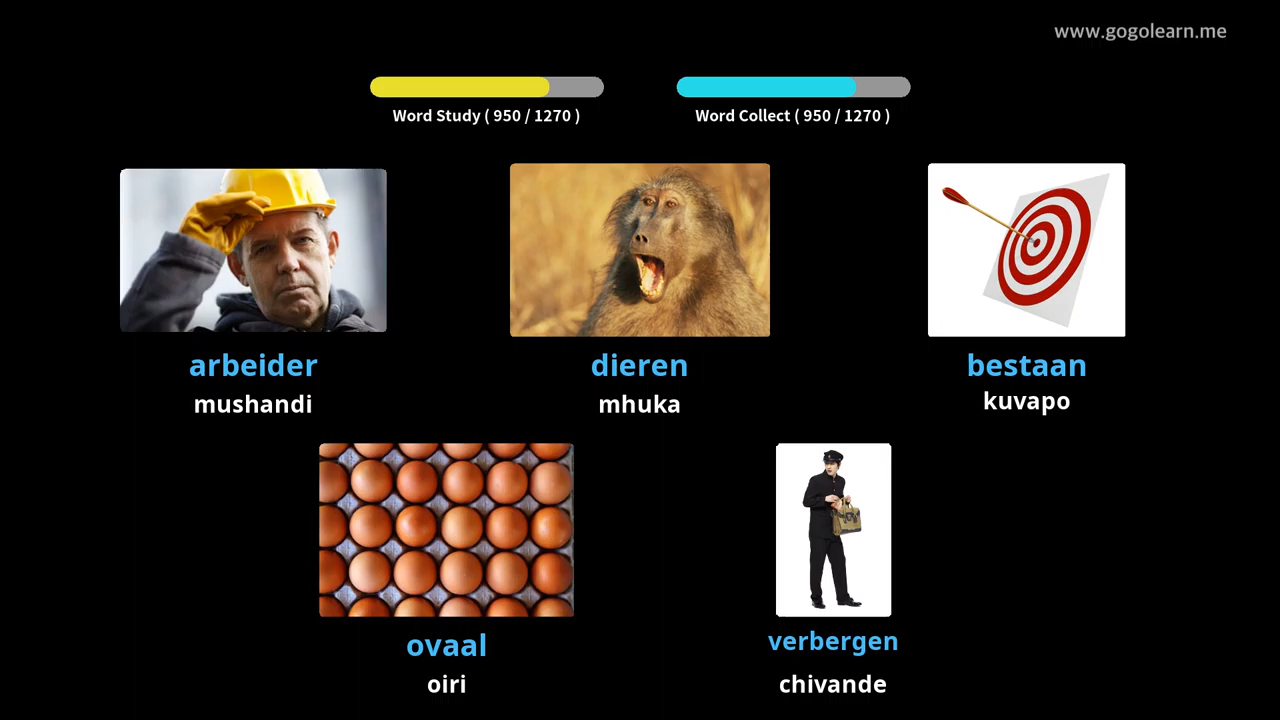 www.gogolearn.me
Word Study ( 950 / 1270 )
Word Collect ( 950 / 1270 )
arbeider
mushandi
dieren
mhuka
bestaan
kuvapo
ovaal
oiri
verbergen
chivande